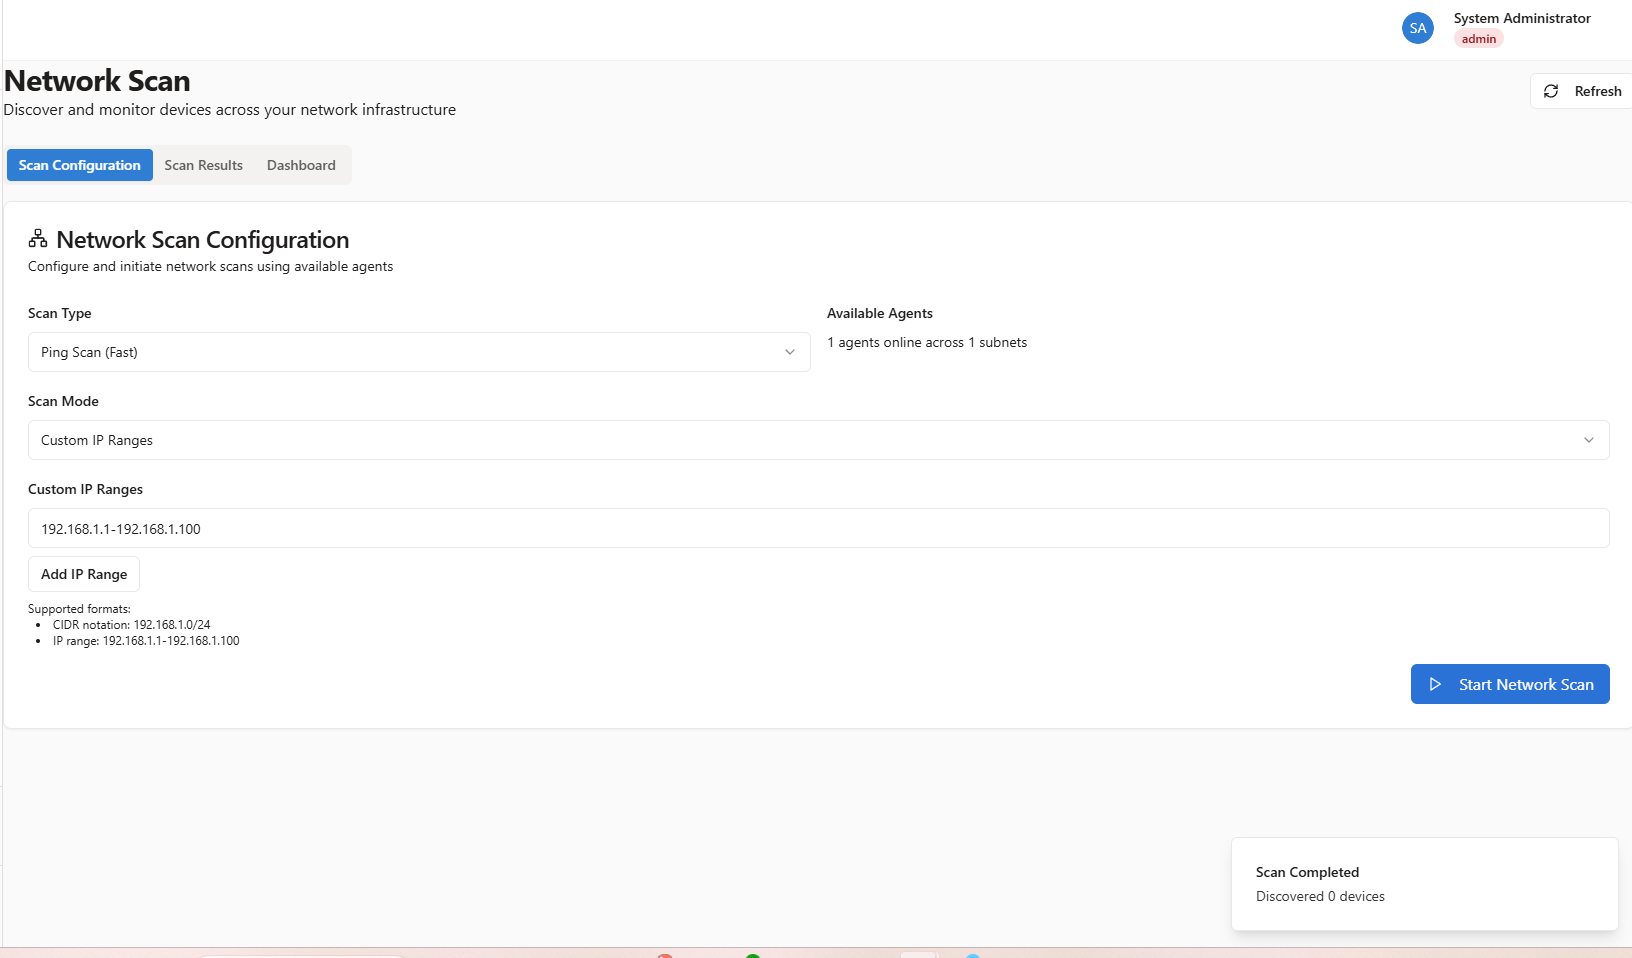 SA
System Administrator
admin
Network Scan
Discover and monitor devices across your network infrastructure
Refresh
Scan Configuration
Scan Results
Dashboard
Network Scan Configuration
Configure and initiate network scans using available agents
Scan Type
Available Agents
Ping Scan (Fast)
1 agents online across 1 subnets
Scan Mode
Custom IP Ranges
Custom IP Ranges
192.168.1.1-192.168.1.100
Add IP Range
Supported formats:
• CIDR notation: 192.168.1.0/24
• IP range: 192.168.1.1-192.168.1.100
Start Network Scan
Scan Completed
Discovered 0 devices